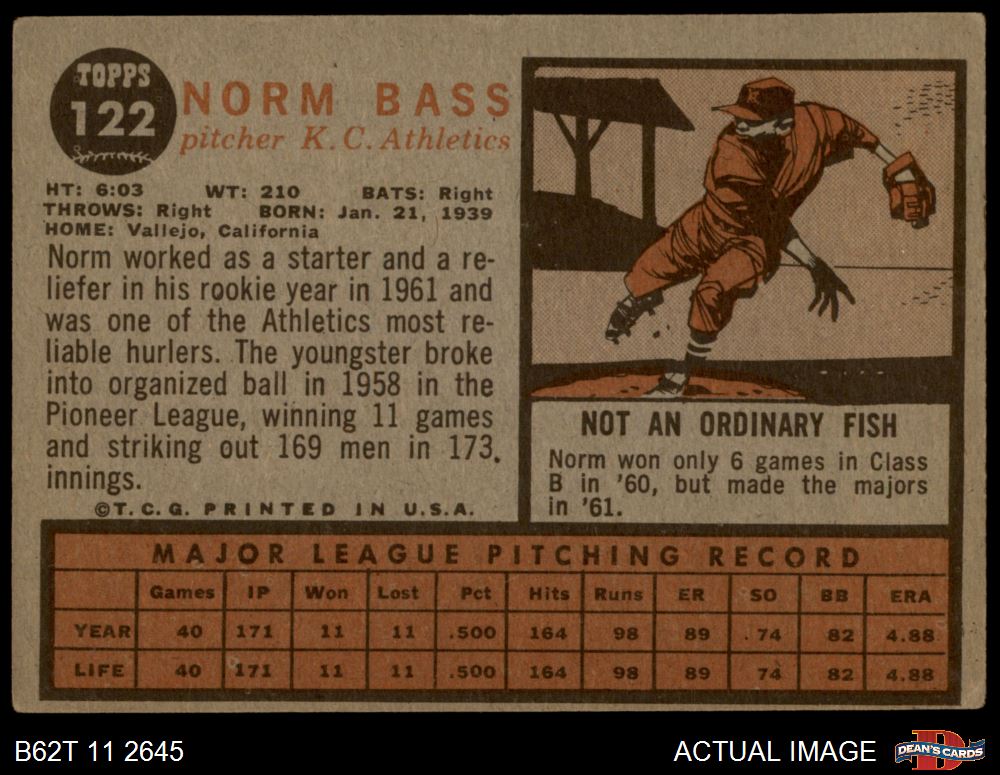 TOPPS
122
NORM BASS
pitcher K. C. Athletics
HT: 6:03 WT: 210 BATS: Right
THROWS: Right BORN: Jan. 21, 1939
HOME: Vallejo, California
Norm worked as a starter and a re-
liefer in his rookie year in 1961 and
was one of the Athletics most re-
liable hurlers. The youngster broke
into organized ball in 1958 in the
Pioneer League, winning 11 games
and striking out 169 men in 173
innings.
©T. C. G. PRINTED IN U.S.A.
NOT AN ORDINARY FISH
Norm won only 6 games in Class
B in '60, but made the majors
in '61.
MAJOR LEAGUE PITCHING RECORD
Games IP Won Lost Pct Hits Runs ER SO BB ERA
YEAR 40 171 11 11 .500 164 98 89 74 82 4.88
LIFE 40 171 11 11 .500 164 98 89 74 82 4.88
B62T 11 2645
ACTUAL IMAGE
D
DEAN'S CARDS